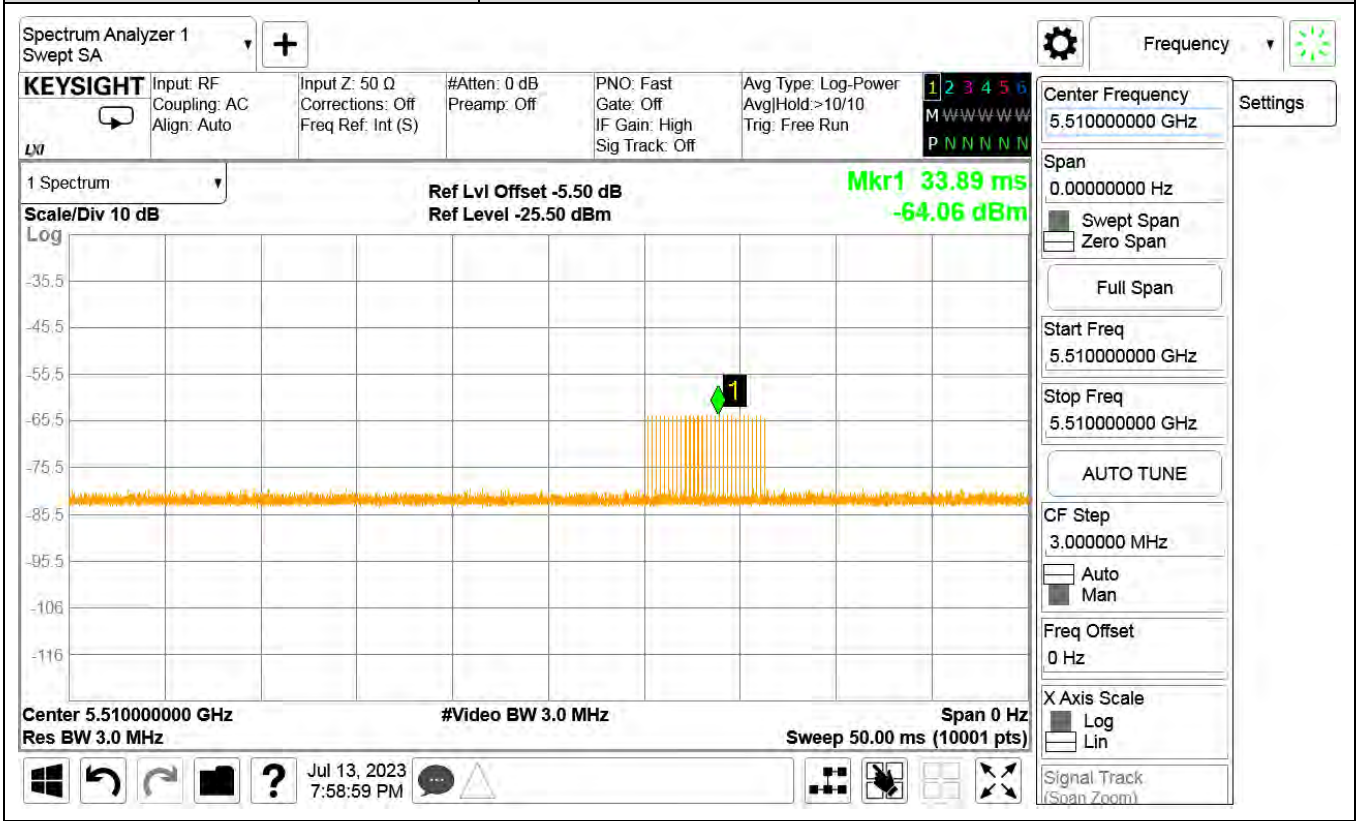 Spectrum Analyzer 1
Swept SA
+
Frequency
KEYSIGHT
LXI
Input: RF
Coupling: AC
Align: Auto
Input Z: 50 Ω
Corrections: Off
Freq Ref: Int (S)
#Atten: 0 dB
Preamp: Off
PNO: Fast
Gate: Off
IF Gain: High
Sig Track: Off
Avg Type: Log-Power
Avg|Hold:>10/10
Trig: Free Run
1 2 3 4 5 6
M W W W W W
P N N N N N
Center Frequency
5.510000000 GHz
Settings
Span
0.00000000 Hz
Swept Span
Zero Span
Full Span
Start Freq
5.510000000 GHz
Stop Freq
5.510000000 GHz
AUTO TUNE
CF Step
3.000000 MHz
Auto
Man
Freq Offset
0 Hz
X Axis Scale
Log
Lin
Signal Track
(Span Zoom)
1 Spectrum
Scale/Div 10 dB
Log
Ref Lvl Offset -5.50 dB
Ref Level -25.50 dBm
Mkr1 33.89 ms
-64.06 dBm
-35.5
-45.5
-55.5
1
-65.5
-75.5
-85.5
-95.5
-106
-116
Center 5.510000000 GHz
Res BW 3.0 MHz
#Video BW 3.0 MHz
Span 0 Hz
Sweep 50.00 ms (10001 pts)
?
Jul 13, 2023
7:58:59 PM